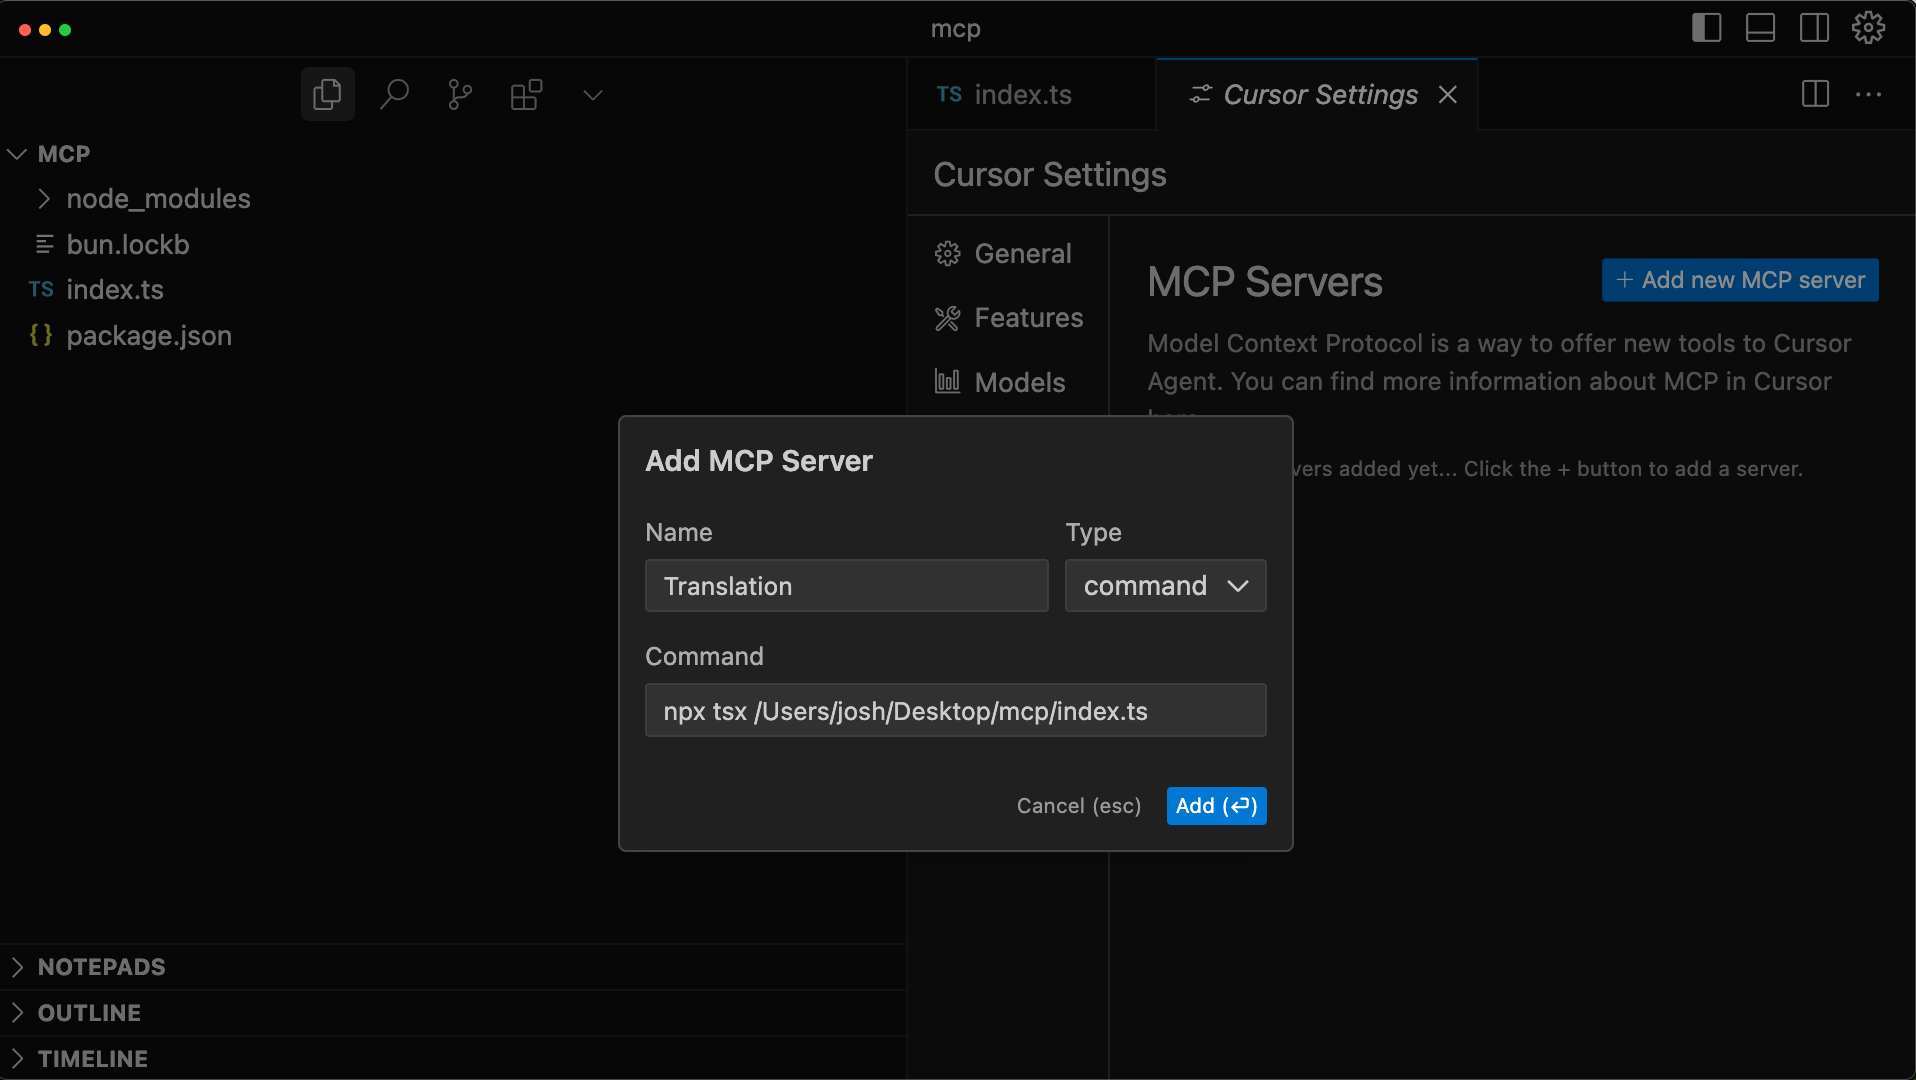 mcp
MCP
node_modules
bun.lockb
TS index.ts
{} package.json
NOTEPADS
OUTLINE
TIMELINE
TS index.ts
Cursor Settings
Cursor Settings
General
Features
Models
MCP Servers
+ Add new MCP server
Model Context Protocol is a way to offer new tools to Cursor
Agent. You can find more information about MCP in Cursor
added yet... Click the + button to add a server.
Add MCP Server
Name
Type
Translation
command
Command
npx tsx /Users/josh/Desktop/mcp/index.ts
Cancel (esc)
Add (⏎)